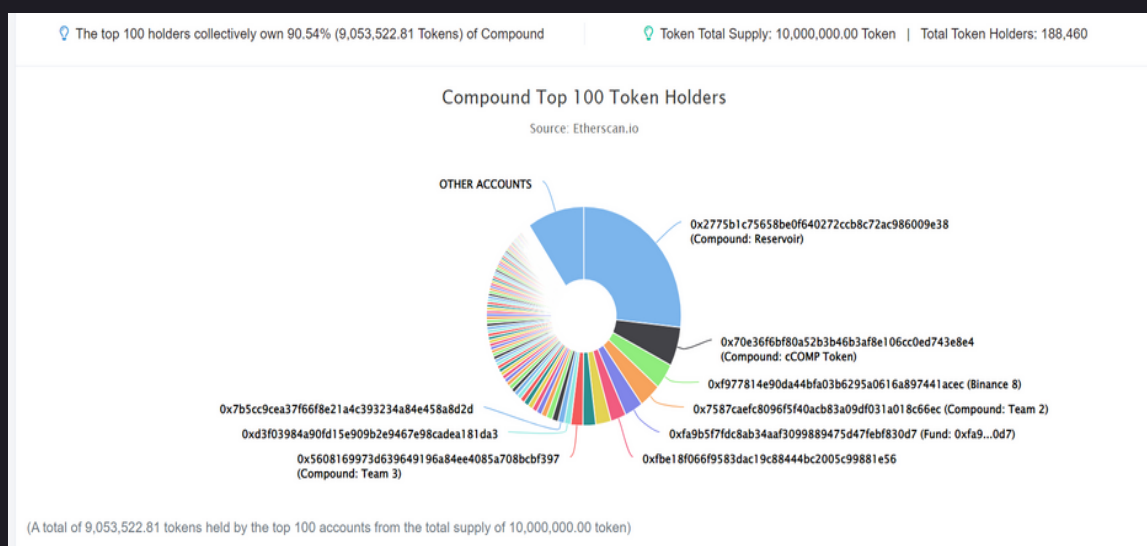 The top 100 holders collectively own 90.54% (9,053,522.81 Tokens) of Compound
Token Total Supply: 10,000,000.00 Token | Total Token Holders: 188,460
Compound Top 100 Token Holders
Source: Etherscan.io
OTHER ACCOUNTS
0x2775b1c75658be0f640272ccb8c72ac986009e38
(Compound: Reservoir)
0x70e36f6bf80a52b3b46b3af8e106cc0ed743e8e4
(Compound: cCOMP Token)
0xf977814e90da44bfa03b6295a0616a897441acec (Binance 8)
0x7587caefc8096f5f40acb83a09df031a018c66ec (Compound: Team 2)
0xfa9b5f7fdc8ab34aaf3099889475d47febf830d7 (Fund: 0xfa9...0d7)
0xfbe18f066f9583dac19c88444bc2005c99881e56
0x7b5cc9cea37f66f8e21a4c393234a84e458a8d2d
0xd3f03984a90fd15e909b2e9467e98cadea181da3
0x5608169973d639649196a84ee4085a708bcbf397
(Compound: Team 3)
(A total of 9,053,522.81 tokens held by the top 100 accounts from the total supply of 10,000,000.00 token)